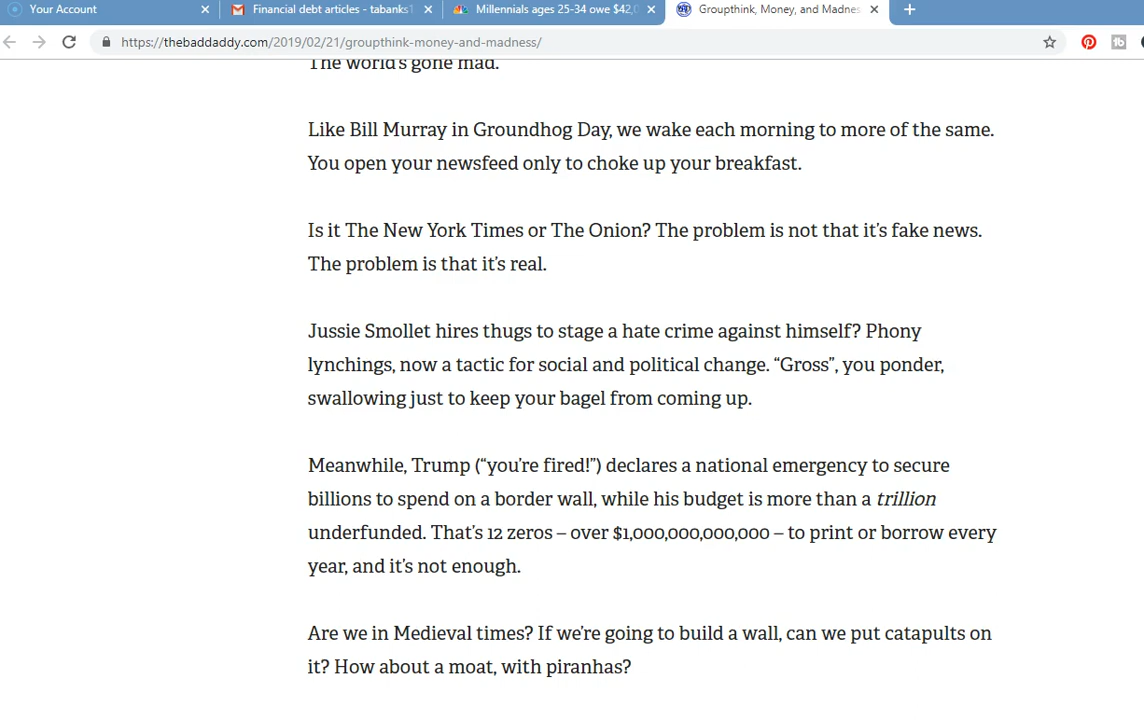 Your Account
Financial debt articles - tabanks1
Millennials ages 25-34 owe $42,0
Groupthink, Money, and Madnes
https://thebaddaddy.com/2019/02/21/groupthink-money-and-madness/
The world's gone mad.
Like Bill Murray in Groundhog Day, we wake each morning to more of the same.
You open your newsfeed only to choke up your breakfast.
Is it The New York Times or The Onion? The problem is not that it’s fake news.
The problem is that it’s real.
Jussie Smollet hires thugs to stage a hate crime against himself? Phony
lynchings, now a tactic for social and political change. “Gross”, you ponder,
swallowing just to keep your bagel from coming up.
Meanwhile, Trump (“you’re fired!”) declares a national emergency to secure
billions to spend on a border wall, while his budget is more than a trillion
underfunded. That’s 12 zeros – over $1,000,000,000,000 – to print or borrow every
year, and it’s not enough.
Are we in Medieval times? If we’re going to build a wall, can we put catapults on
it? How about a moat, with piranhas?